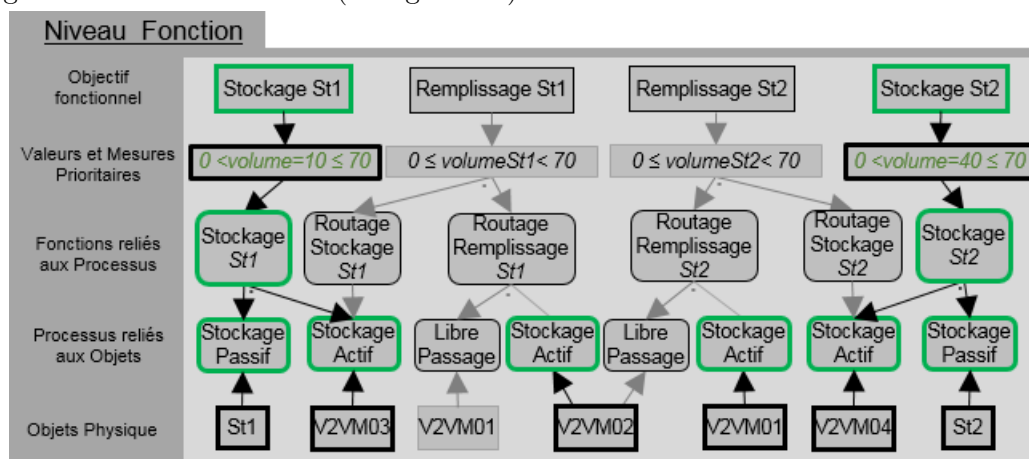 Niveau Fonction
Objectif
fonctionnel
Stockage St1
Remplissage St1
Remplissage St2
Stockage St2
Valeurs et Mesures
Prioritaires
0 <volume=10 ≤ 70
0 ≤ volumeSt1< 70
0 ≤ volumeSt2< 70
0 <volume=40 ≤ 70
Fonctions reliés
aux Processus
Stockage
St1
Routage
Stockage
St1
Routage
Remplissage
St1
Routage
Remplissage
St2
Routage
Stockage
St2
Stockage
St2
Processus reliés
aux Objets
Stockage
Passif
Stockage
Actif
Libre
Passage
Stockage
Actif
Libre
Passage
Stockage
Actif
Stockage
Actif
Stockage
Passif
Objets Physique
St1
V2VM03
V2VM01
V2VM02
V2VM01
V2VM04
St2